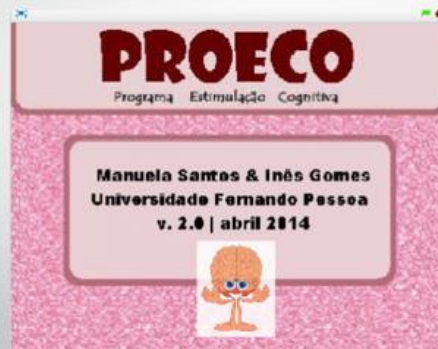 PROECO
Programa Estimulação Cognitiva
Manuela Santos & Inês Gomes
Universidade Fernando Pessoa
v. 2.0 | abril 2014